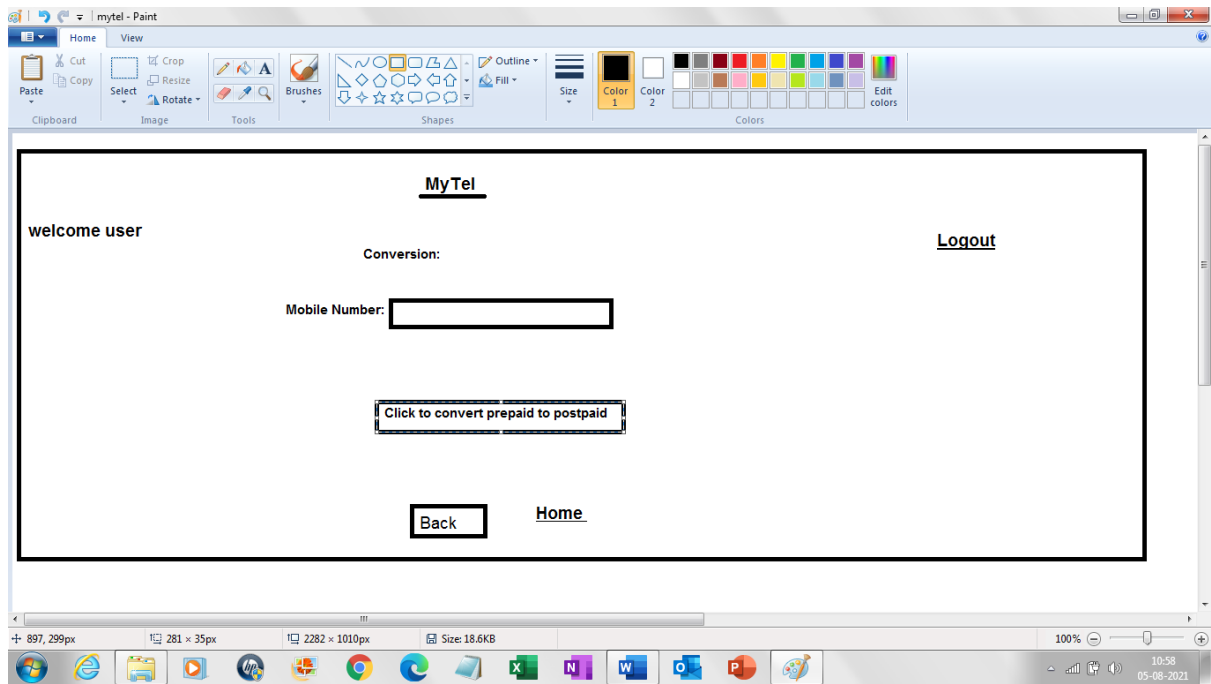 mytel - Paint
Home View
Paste
Cut
Copy
Clipboard
Select
Crop
Resize
Rotate
Image
A
Tools
Brushes
Outline
Fill
Shapes
Size
Color 1
Color 2
Edit colors
Colors
MyTel
welcome user
Logout
Conversion:
Mobile Number:
Click to convert prepaid to postpaid
Back
Home
897, 299px 281 × 35px 2282 × 1010px Size: 18.6KB 100%
10:58
05-08-2021